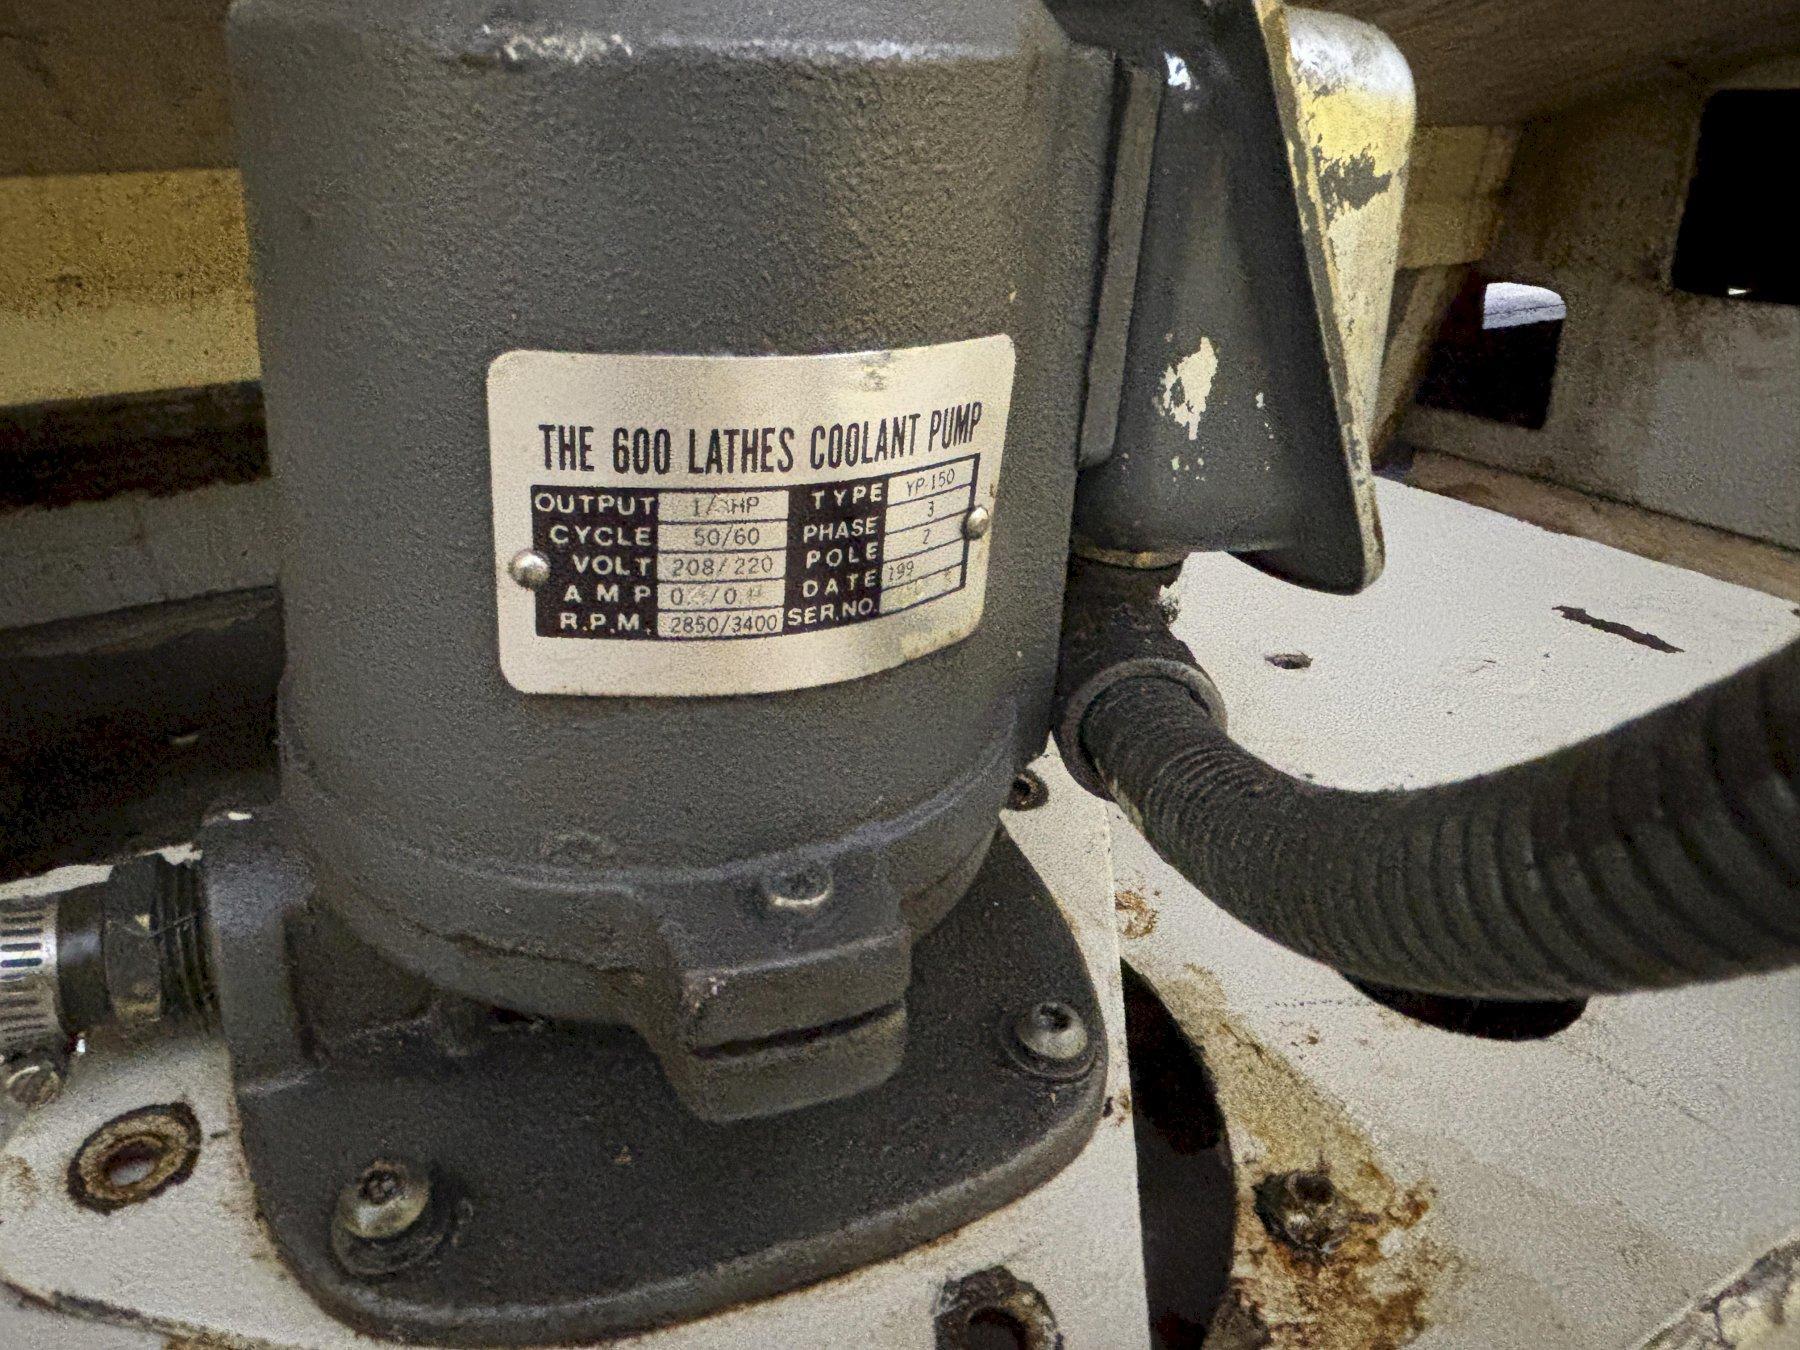 THE 600 LATHES COOLANT PUMP
OUTPUT TYPE YP-150
CYCLE 50/60 PHASE 3
VOLT 208/220 POLE 2
AMP DATE
R.P.M. 2850/3400 SER.NO.